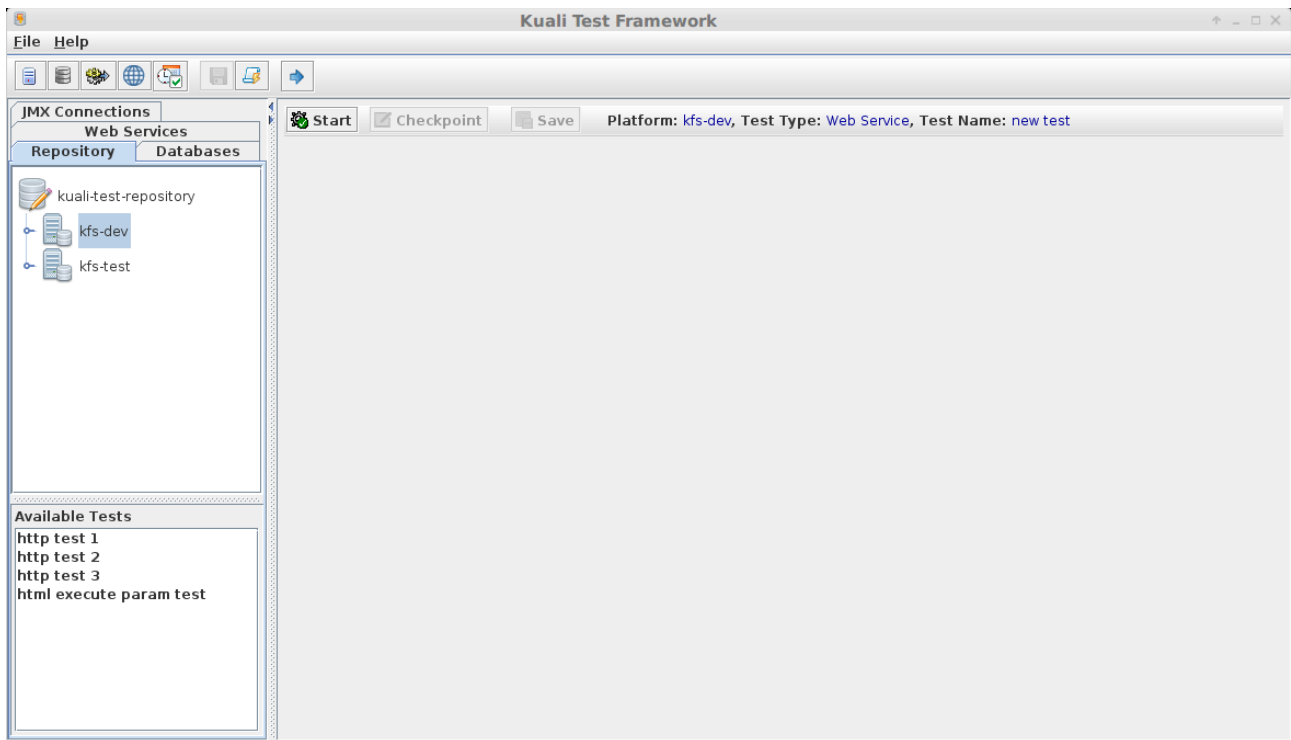 Kuali Test Framework
File Help
JMX Connections
Web Services
Repository Databases
Start Checkpoint Save Platform: kfs-dev, Test Type: Web Service, Test Name: new test
kuali-test-repository
kfs-dev
kfs-test
Available Tests
http test 1
http test 2
http test 3
html execute param test